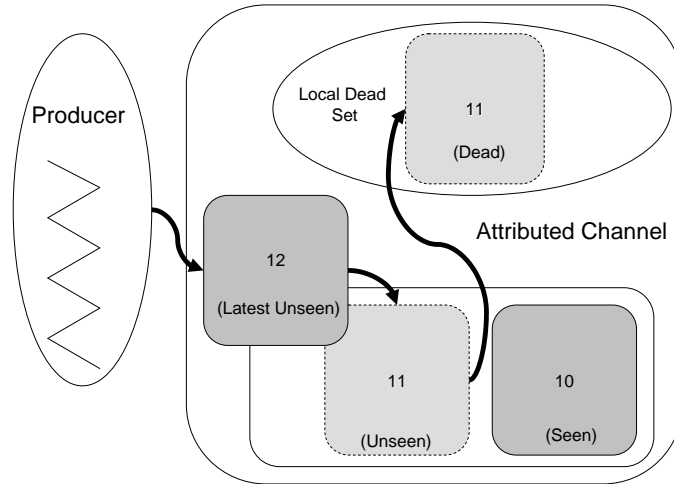 Producer
Local Dead
Set
11
(Dead)
Attributed Channel
12
(Latest Unseen)
11
(Unseen)
10
(Seen)